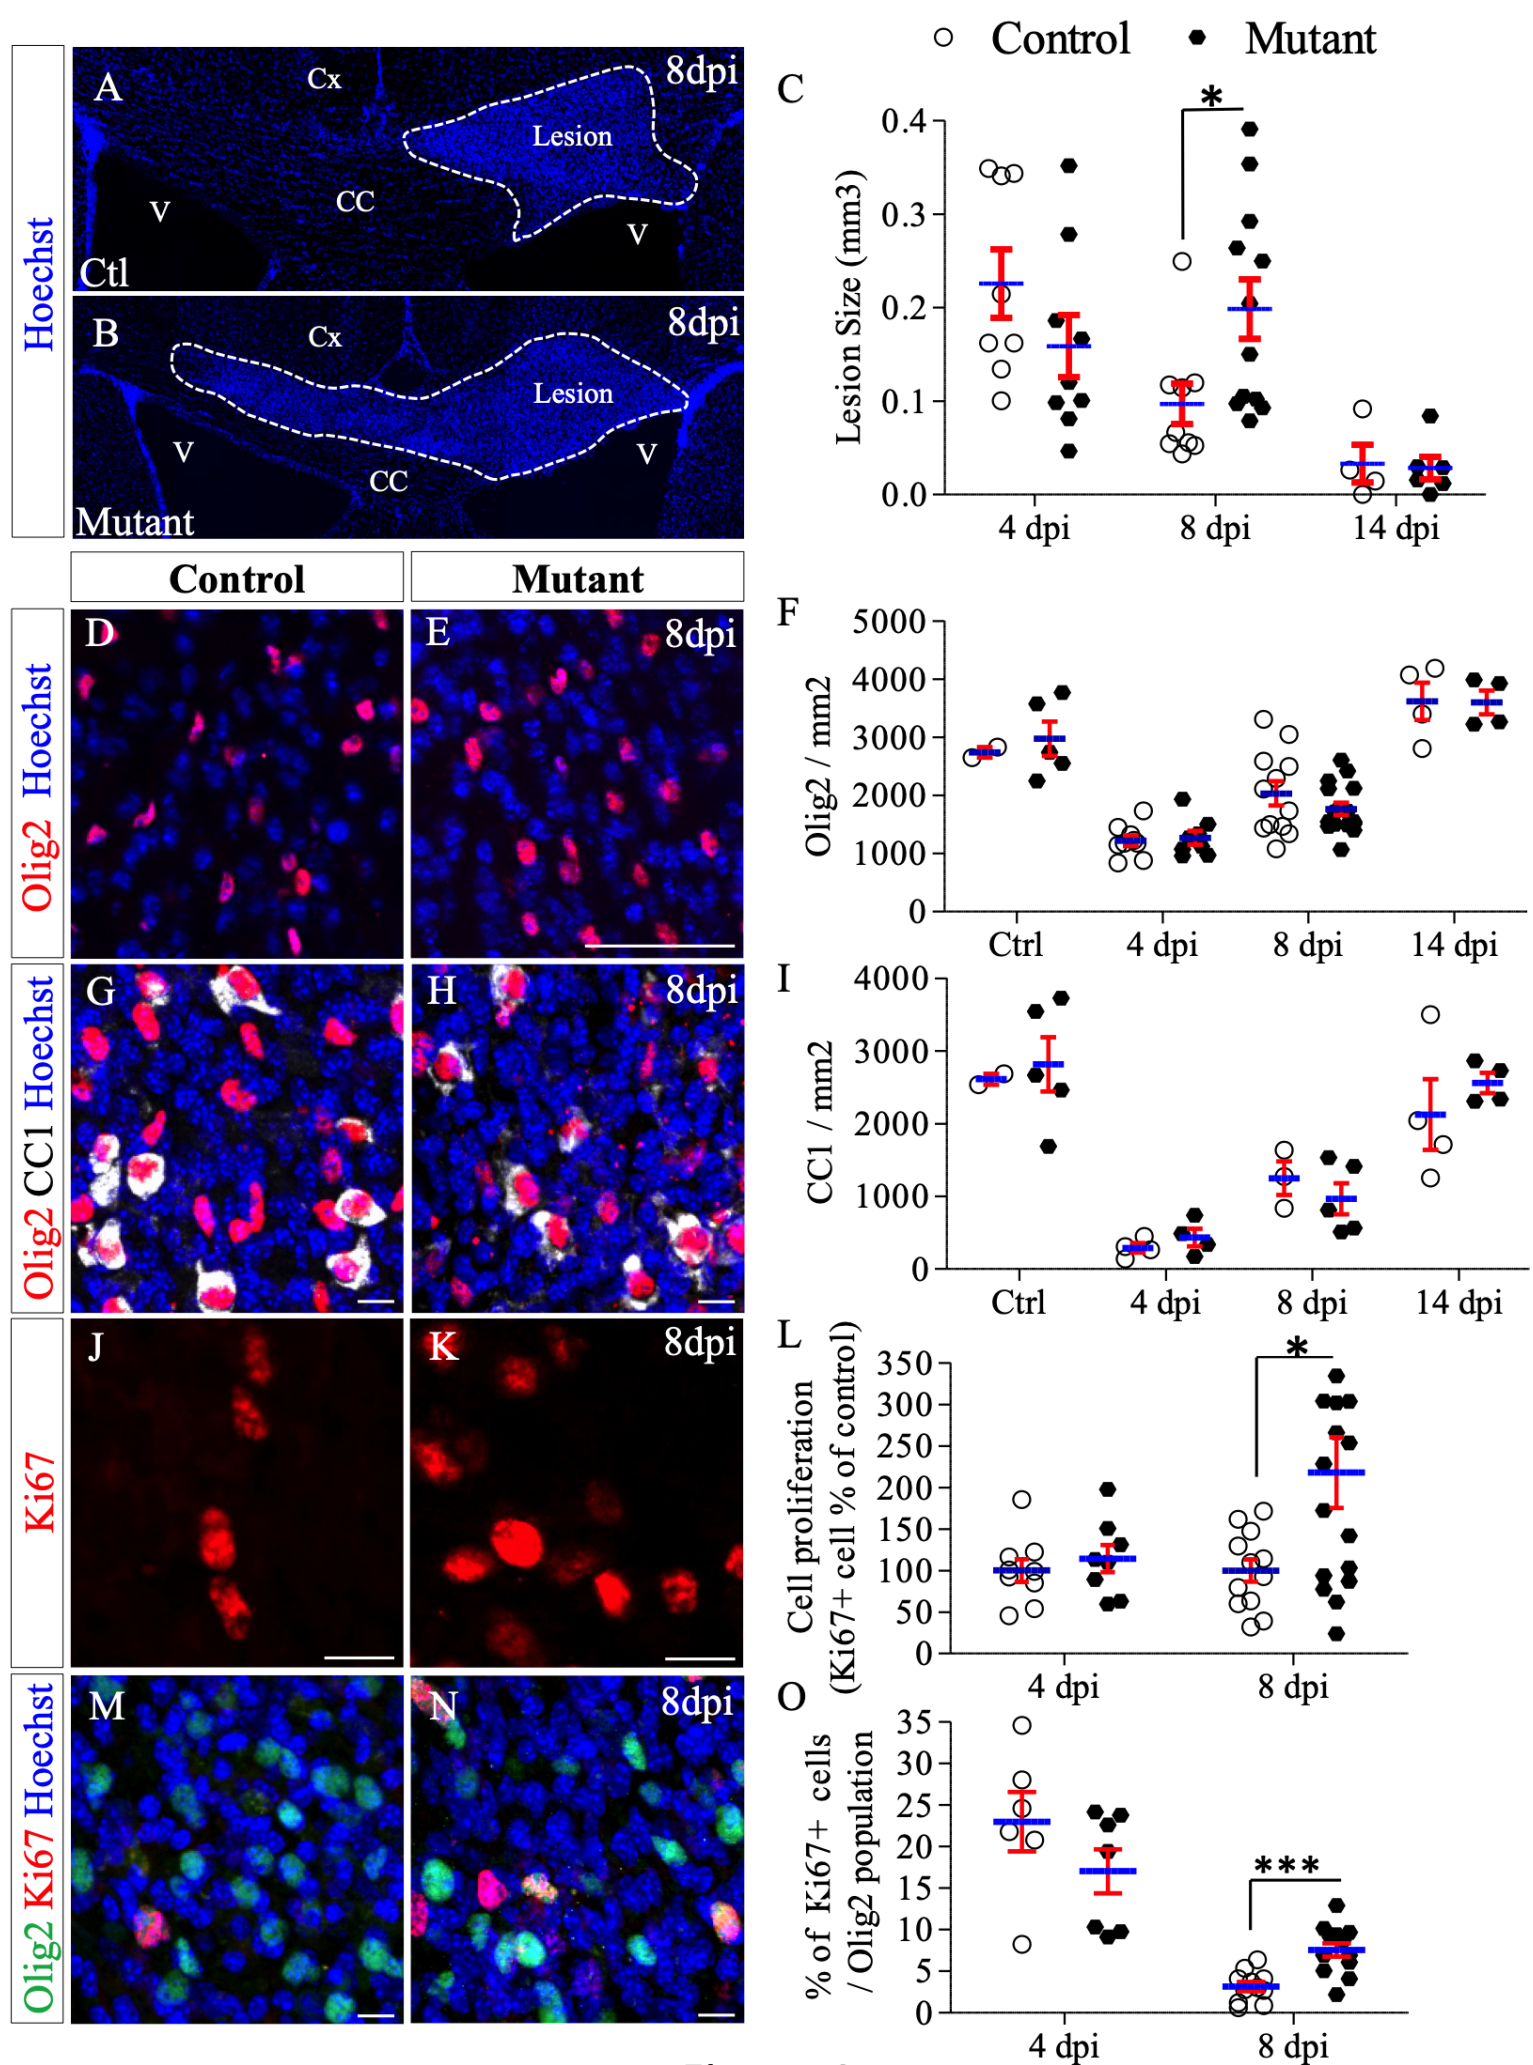 Control Mutant
Hoechst
A
Cx
8dpi
Lesion
CC
V
V
Ctl
B
Cx
8dpi
Lesion
V
V
CC
Mutant
C
Lesion Size (mm3)
0.4
0.3
0.2
0.1
0.0
*
4 dpi 8 dpi 14 dpi
Control Mutant
Olig2 Hoechst
D
E
8dpi
F
Olig2 / mm2
5000
4000
3000
2000
1000
0
Ctrl 4 dpi 8 dpi 14 dpi
Olig2 CC1 Hoechst
G
H
8dpi
I
CC1 / mm2
4000
3000
2000
1000
0
Ctrl 4 dpi 8 dpi 14 dpi
Ki67
J
K
8dpi
L
Cell proliferation
(Ki67+ cell % of control)
350
300
250
200
150
100
50
0
*
4 dpi 8 dpi
Olig2 Ki67 Hoechst
M
N
8dpi
O
% of Ki67+ cells
/ Olig2 population
35
30
25
20
15
10
5
0
***
4 dpi 8 dpi